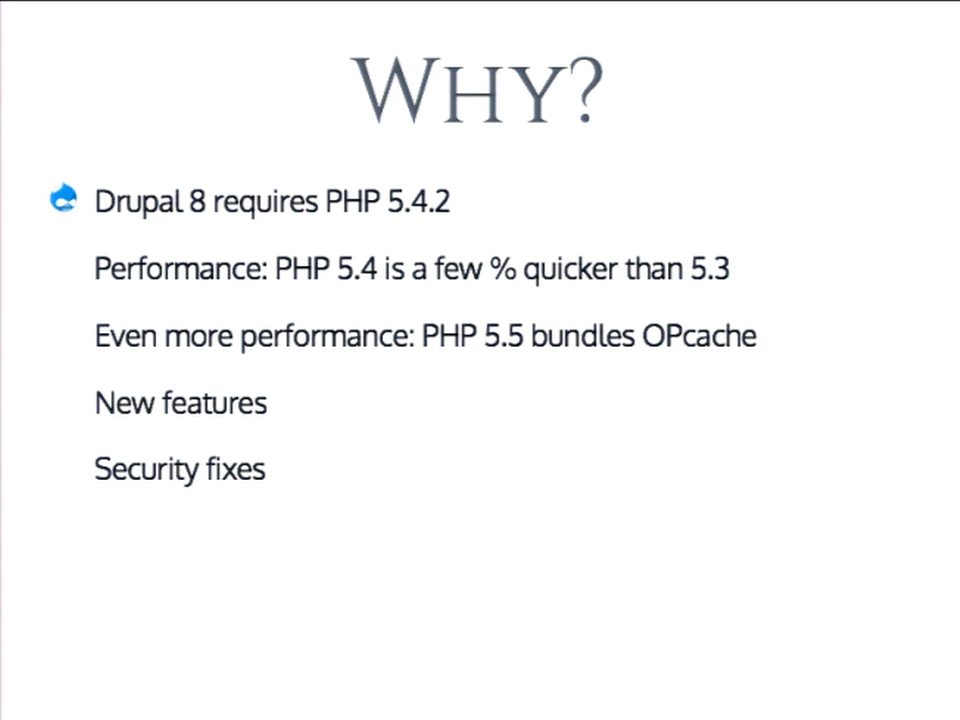 WHY?
Drupal 8 requires PHP 5.4.2
Performance: PHP 5.4 is a few % quicker than 5.3
Even more performance: PHP 5.5 bundles OPcache
New features
Security fixes